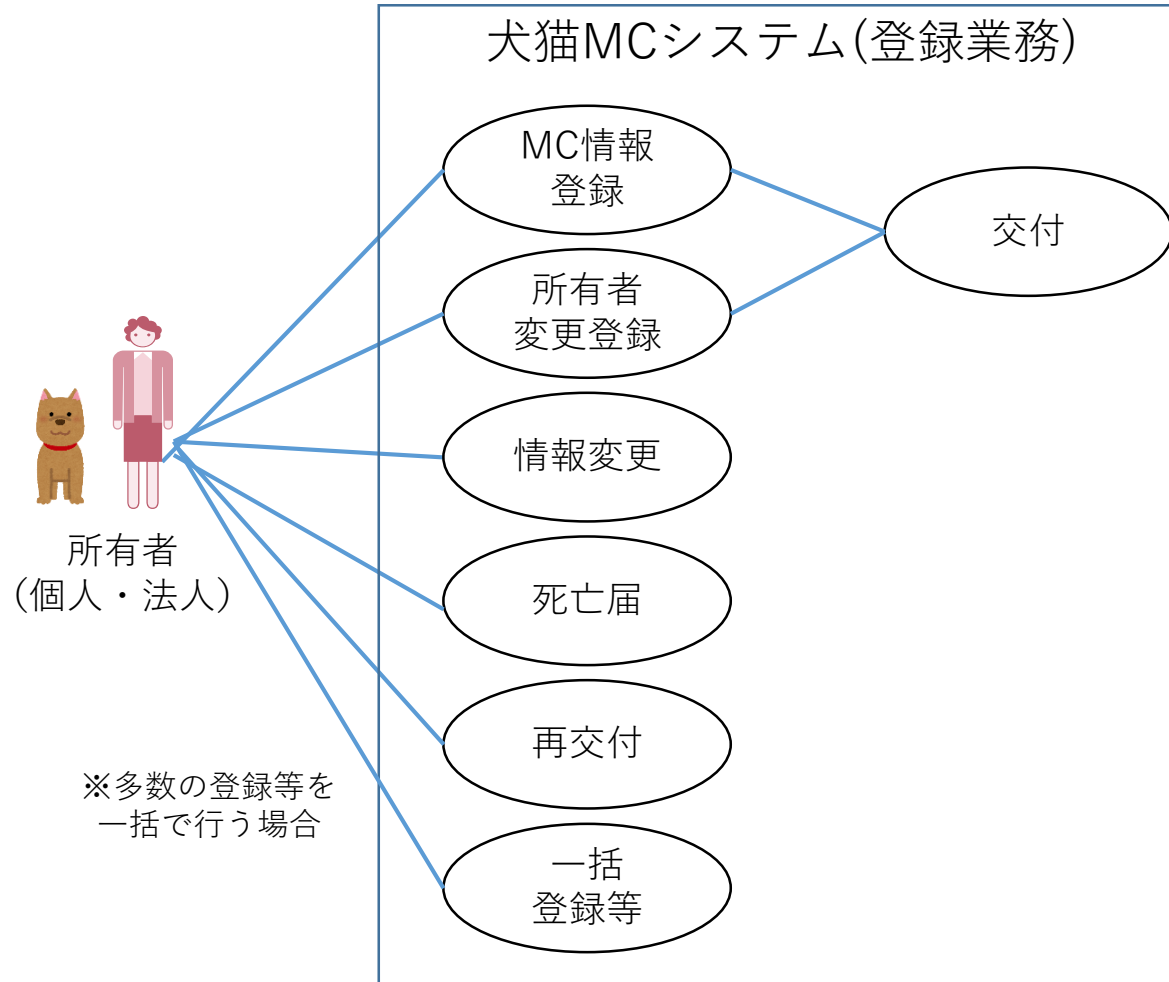 犬猫MCシステム(登録業務)
MC情報
登録
交付
所有者
変更登録
情報変更
所有者
(個人・法人)
死亡届
再交付
※多数の登録等を
一括で行う場合
一括
登録等